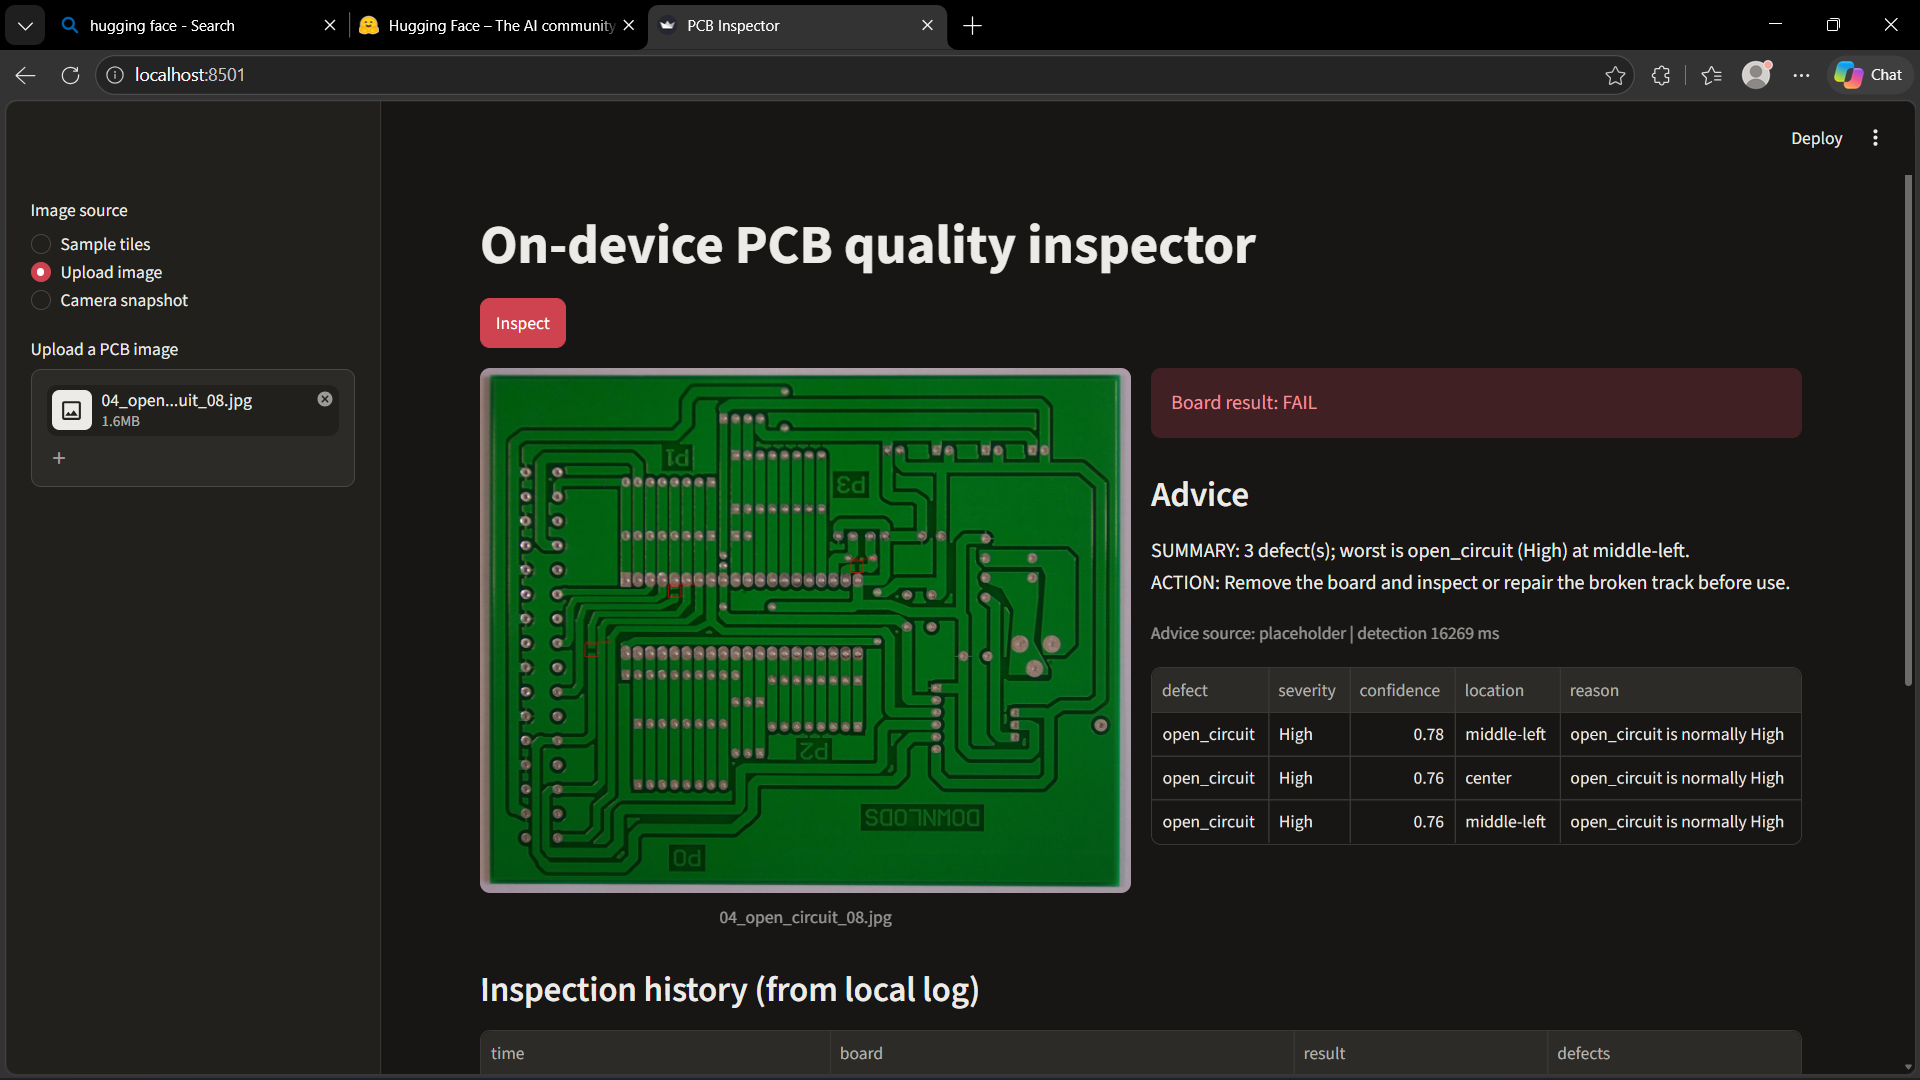 hugging face - Search
Hugging Face – The AI community
PCB Inspector
localhost:8501
Chat
Deploy
Image source
Sample tiles
Upload image
Camera snapshot
Upload a PCB image
04_open...uit_08.jpg
1.6MB
On-device PCB quality inspector
Inspect
P1
P3
P2
DOWNLODS
P0
04_open_circuit_08.jpg
Board result: FAIL
Advice
SUMMARY: 3 defect(s); worst is open_circuit (High) at middle-left.
ACTION: Remove the board and inspect or repair the broken track before use.
Advice source: placeholder | detection 16269 ms
defect severity confidence location reason
open_circuit High 0.78 middle-left open_circuit is normally High
open_circuit High 0.76 center open_circuit is normally High
open_circuit High 0.76 middle-left open_circuit is normally High
Inspection history (from local log)
time board result defects